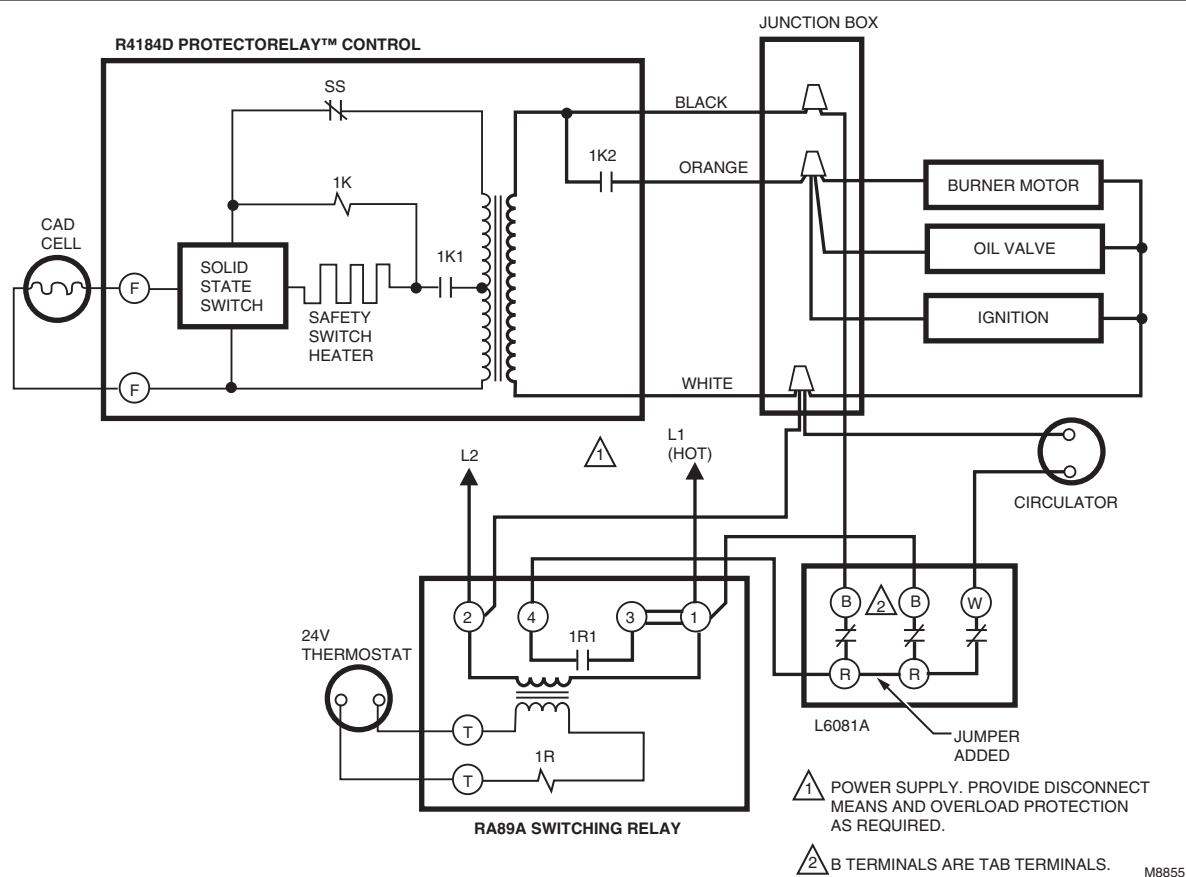 JUNCTION BOX
R4184D PROTECTORELAY™ CONTROL
SS
BLACK
1K2
ORANGE
1K
BURNER MOTOR
CAD
CELL
1K1
OIL VALVE
F
SOLID
STATE
SWITCH
SAFETY
SWITCH
HEATER
IGNITION
F
WHITE
L2
1
L1
(HOT)
CIRCULATOR
2
4
3
1
1R1
B
2
B
W
24V
THERMOSTAT
R
R
L6081A
JUMPER
ADDED
T
1R
T
RA89A SWITCHING RELAY
1 POWER SUPPLY. PROVIDE DISCONNECT
MEANS AND OVERLOAD PROTECTION
AS REQUIRED.
2 B TERMINALS ARE TAB TERMINALS.
M8855